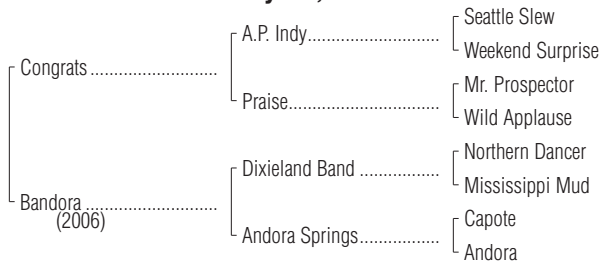 Seattle Slew
A.P. Indy
Weekend Surprise
Congrats
Mr. Prospector
Praise
Wild Applause
Northern Dancer
Dixieland Band
Mississippi Mud
Bandora
(2006)
Capote
Andora Springs
Andora